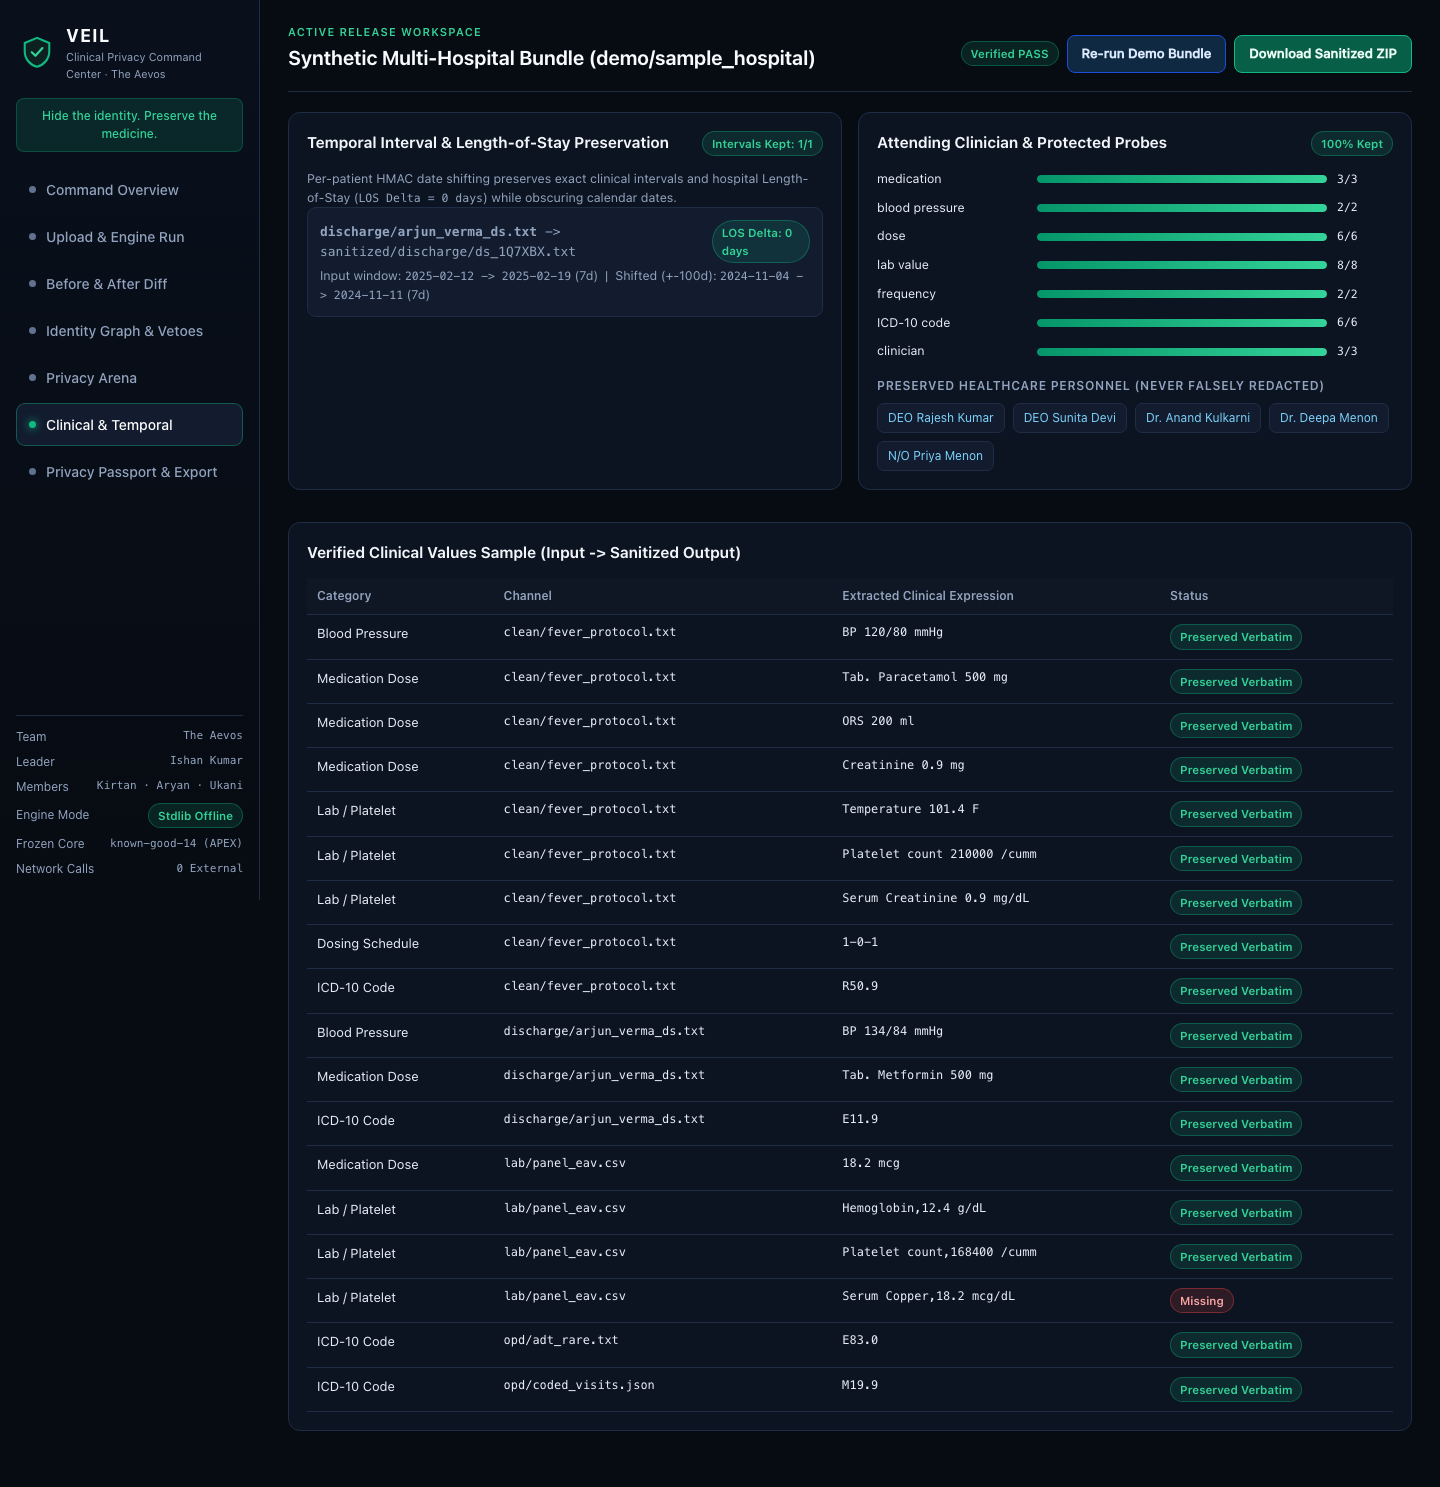 VEIL
Clinical Privacy Command
Center · The Aevos
Hide the identity. Preserve the
medicine.
Command Overview
Upload & Engine Run
Before & After Diff
Identity Graph & Vetoes
Privacy Arena
Clinical & Temporal
Privacy Passport & Export
Team The Aevos
Leader Ishan Kumar
Members Kirtan · Aryan · Ukani
Engine Mode Stdlib Offline
Frozen Core known-good-14 (APEX)
Network Calls 0 External
ACTIVE RELEASE WORKSPACE
Synthetic Multi-Hospital Bundle (demo/sample_hospital)
Verified PASS
Re-run Demo Bundle
Download Sanitized ZIP
Temporal Interval & Length-of-Stay Preservation
Intervals Kept: 1/1
Per-patient HMAC date shifting preserves exact clinical intervals and hospital Length-
of-Stay (LOS Delta = 0 days) while obscuring calendar dates.
discharge/arjun_verma_ds.txt ->
sanitized/discharge/ds_1Q7XBX.txt
LOS Delta: 0
days
Input window: 2025-02-12 -> 2025-02-19 (7d) | Shifted (+-100d): 2024-11-04 -
> 2024-11-11 (7d)
Attending Clinician & Protected Probes
100% Kept
medication 3/3
blood pressure 2/2
dose 6/6
lab value 8/8
frequency 2/2
ICD-10 code 6/6
clinician 3/3
PRESERVED HEALTHCARE PERSONNEL (NEVER FALSELY REDACTED)
DEO Rajesh Kumar DEO Sunita Devi Dr. Anand Kulkarni Dr. Deepa Menon
N/O Priya Menon
Verified Clinical Values Sample (Input -> Sanitized Output)
Category Channel Extracted Clinical Expression Status
Blood Pressure clean/fever_protocol.txt BP 120/80 mmHg Preserved Verbatim
Medication Dose clean/fever_protocol.txt Tab. Paracetamol 500 mg Preserved Verbatim
Medication Dose clean/fever_protocol.txt ORS 200 ml Preserved Verbatim
Medication Dose clean/fever_protocol.txt Creatinine 0.9 mg Preserved Verbatim
Lab / Platelet clean/fever_protocol.txt Temperature 101.4 F Preserved Verbatim
Lab / Platelet clean/fever_protocol.txt Platelet count 210000 /cumm Preserved Verbatim
Lab / Platelet clean/fever_protocol.txt Serum Creatinine 0.9 mg/dL Preserved Verbatim
Dosing Schedule clean/fever_protocol.txt 1-0-1 Preserved Verbatim
ICD-10 Code clean/fever_protocol.txt R50.9 Preserved Verbatim
Blood Pressure discharge/arjun_verma_ds.txt BP 134/84 mmHg Preserved Verbatim
Medication Dose discharge/arjun_verma_ds.txt Tab. Metformin 500 mg Preserved Verbatim
ICD-10 Code discharge/arjun_verma_ds.txt E11.9 Preserved Verbatim
Medication Dose lab/panel_eav.csv 18.2 mcg Preserved Verbatim
Lab / Platelet lab/panel_eav.csv Hemoglobin,12.4 g/dL Preserved Verbatim
Lab / Platelet lab/panel_eav.csv Platelet count,168400 /cumm Preserved Verbatim
Lab / Platelet lab/panel_eav.csv Serum Copper,18.2 mcg/dL Missing
ICD-10 Code opd/adt_rare.txt E83.0 Preserved Verbatim
ICD-10 Code opd/coded_visits.json M19.9 Preserved Verbatim